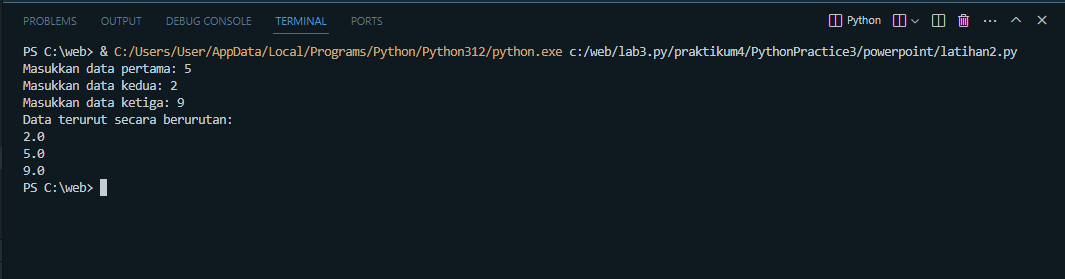 PROBLEMS OUTPUT DEBUG CONSOLE TERMINAL PORTS Python
PS C:\web> & C:/Users/User/AppData/Local/Programs/Python/Python312/python.exe c:/web/lab3.py/praktikum4/PythonPractice3/powerpoint/latihan2.py
Masukkan data pertama: 5
Masukkan data kedua: 2
Masukkan data ketiga: 9
Data terurut secara berurutan:
2.0
5.0
9.0
PS C:\web>